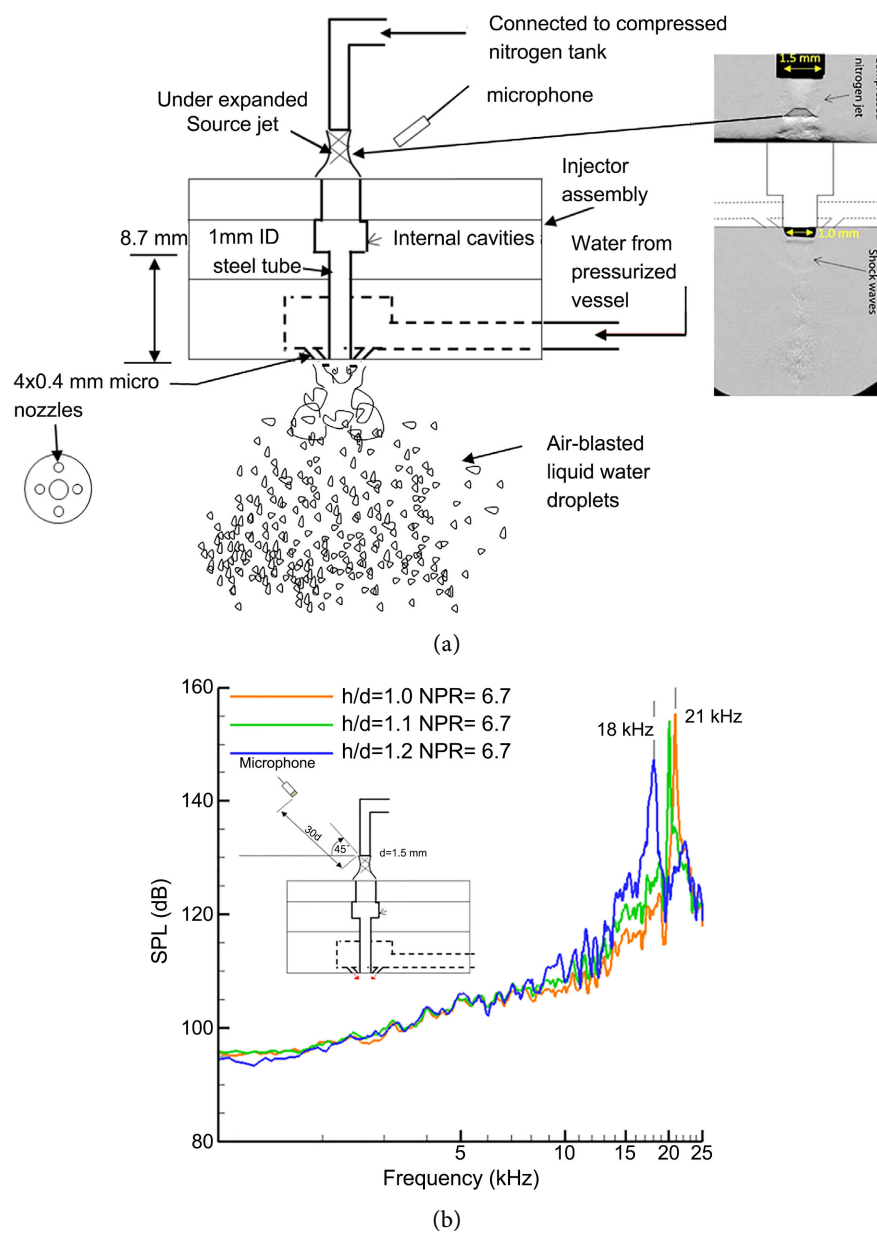 Connected to compressed
nitrogen tank
microphone
Under expanded
Source jet
1.5 mm
nitrogen jet
Injector
assembly
8.7 mm
1mm ID
steel tube
Internal cavities
Water from
pressurized
vessel
1.0 mm
Shock waves
4x0.4 mm micro
nozzles
Air-blasted
liquid water
droplets
(a)
160
h/d=1.0 NPR= 6.7
h/d=1.1 NPR= 6.7
h/d=1.2 NPR= 6.7
18 kHz
21 kHz
Microphone
30d
45°
d=1.5 mm
140
120
100
80
SPL (dB)
5
10
15
20
25
Frequency (kHz)
(b)